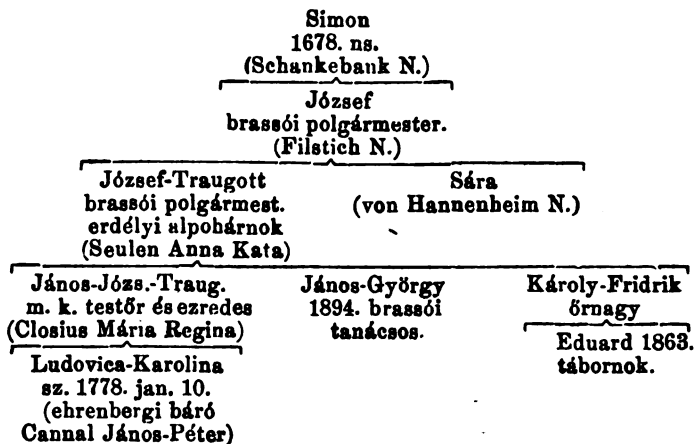 Simon
1678. ns.
(Schankebank N.)
József
brassói polgármester.
(Filstich N.)
József-Traugott
brassói polgármest.
erdélyi alpohárnok
(Seulen Anna Kata)
Sára
(von Hannenheim N.)
János-Józs.-Traug.
m. k. testőr és ezredes
(Closius Mária Regina)
János-György
1894. brassói
tanácsos.
Károly-Fridrik
őrnagy
Ludovica-Karolina
sz. 1778. jan. 10.
(ehrenbergi báró
Cannal János-Péter)
Eduard 1863.
tábornok.